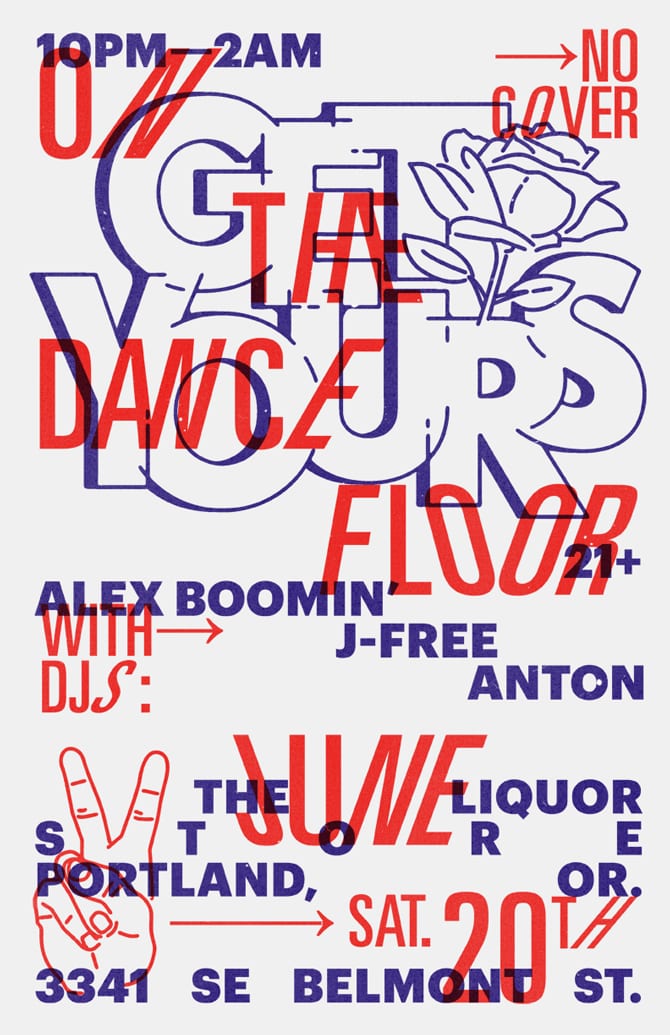 10PM—2AM
→NO
COVER
ON
GET
THE
YOURS
DANCE
FLOOR
21+
ALEX BOOMIN'
WITH→
J-FREE
DJS:
ANTON
JUNE
THE LIQUOR
STORE
PORTLAND, OR.
→ SAT. 20TH
3341 SE BELMONT ST.